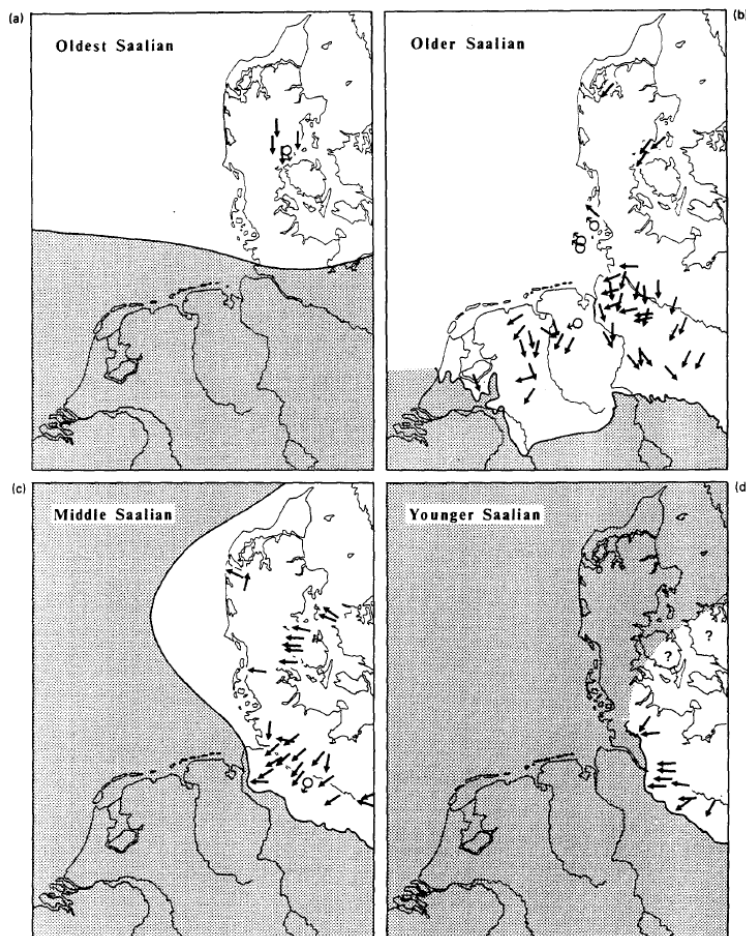 (a)
Oldest Saalian
(b)
Older Saalian
(c)
Middle Saalian
(d)
Younger Saalian
?
?